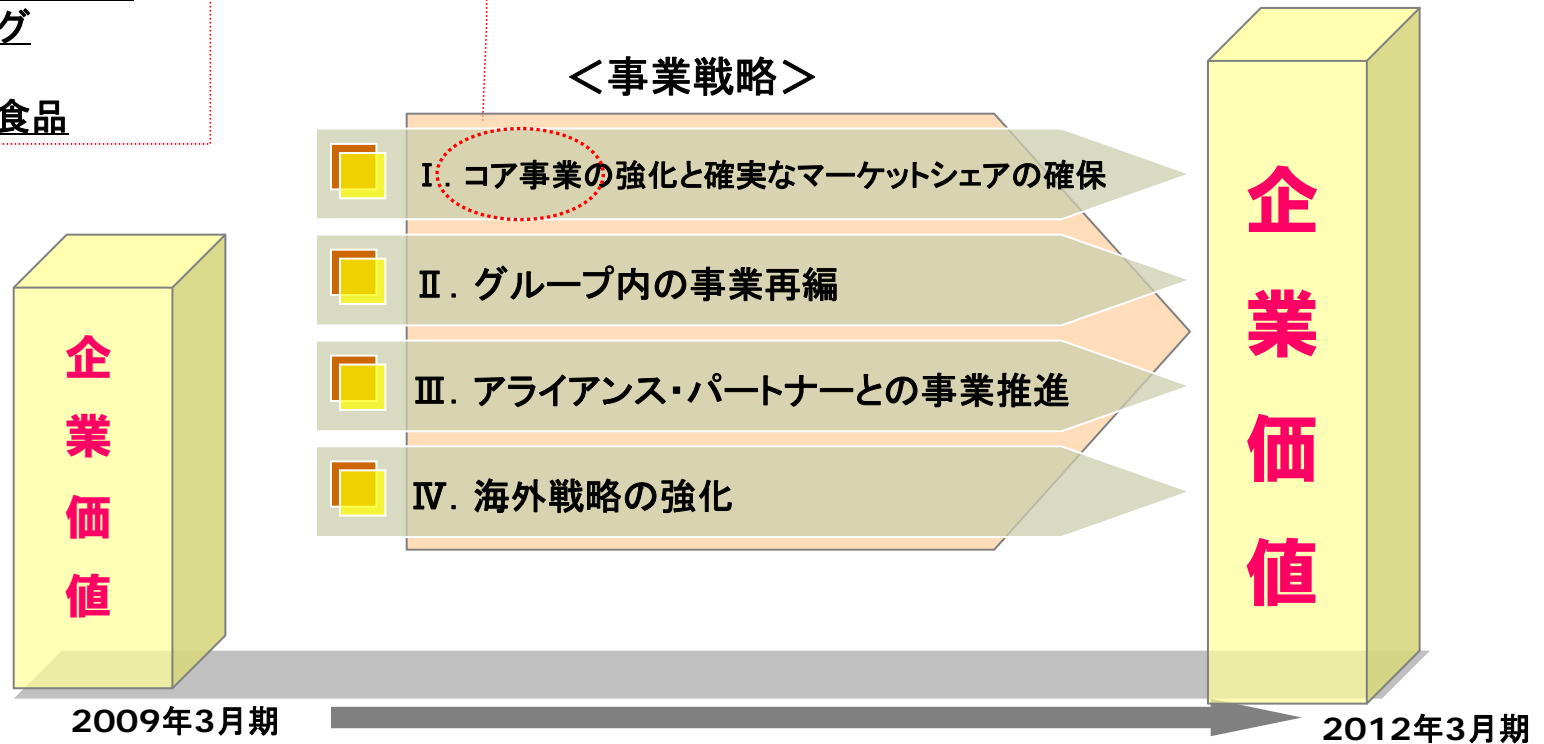 グ
食品
＜事業戦略＞
Ⅰ．コア事業の強化と確実なマーケットシェアの確保
Ⅱ．グループ内の事業再編
Ⅲ．アライアンス・パートナーとの事業推進
Ⅳ．海外戦略の強化
企業価値
企業価値
2009年3月期
2012年3月期